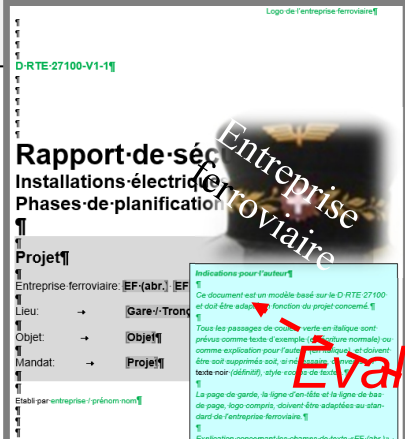 Logo de l'entreprise ferroviaire¶
¶
¶
¶
¶
D·RTE·27100-V1-1¶
¶
¶
¶
¶
¶
¶
Rapport·de·séc
Installations·électriques
Phases·de·planification
¶
¶
Projet¶
Entreprise·ferroviaire: EF·(abr.) EF
Lieu: → Gare·/·Tronç
Objet: → Objet¶
Mandat: → Projet¶
¶
Etabli·par·entreprise·/·prénom·nom¶
¶
¶
¶
Entreprise
ferroviaire
Indications pour l'auteur¶
¶
Ce document est un modèle basé sur le D RTE 27100
et doit être adapté en fonction du projet concerné.¶
¶
Tous les passages de couleur verte en italique sont
prévus comme texte d'exemple (écriture normale) ou
comme explication pour l'auteur (en italique), et doivent
être soit supprimés soit, si nécessaire, conver
texte noir (définitif), style «corps de texte».¶
¶
La page de garde, la ligne d'en-tête et la ligne de bas
de page, logo compris, doivent être adaptées au stan-
dard de l'entreprise ferroviaire.¶
¶
Éval